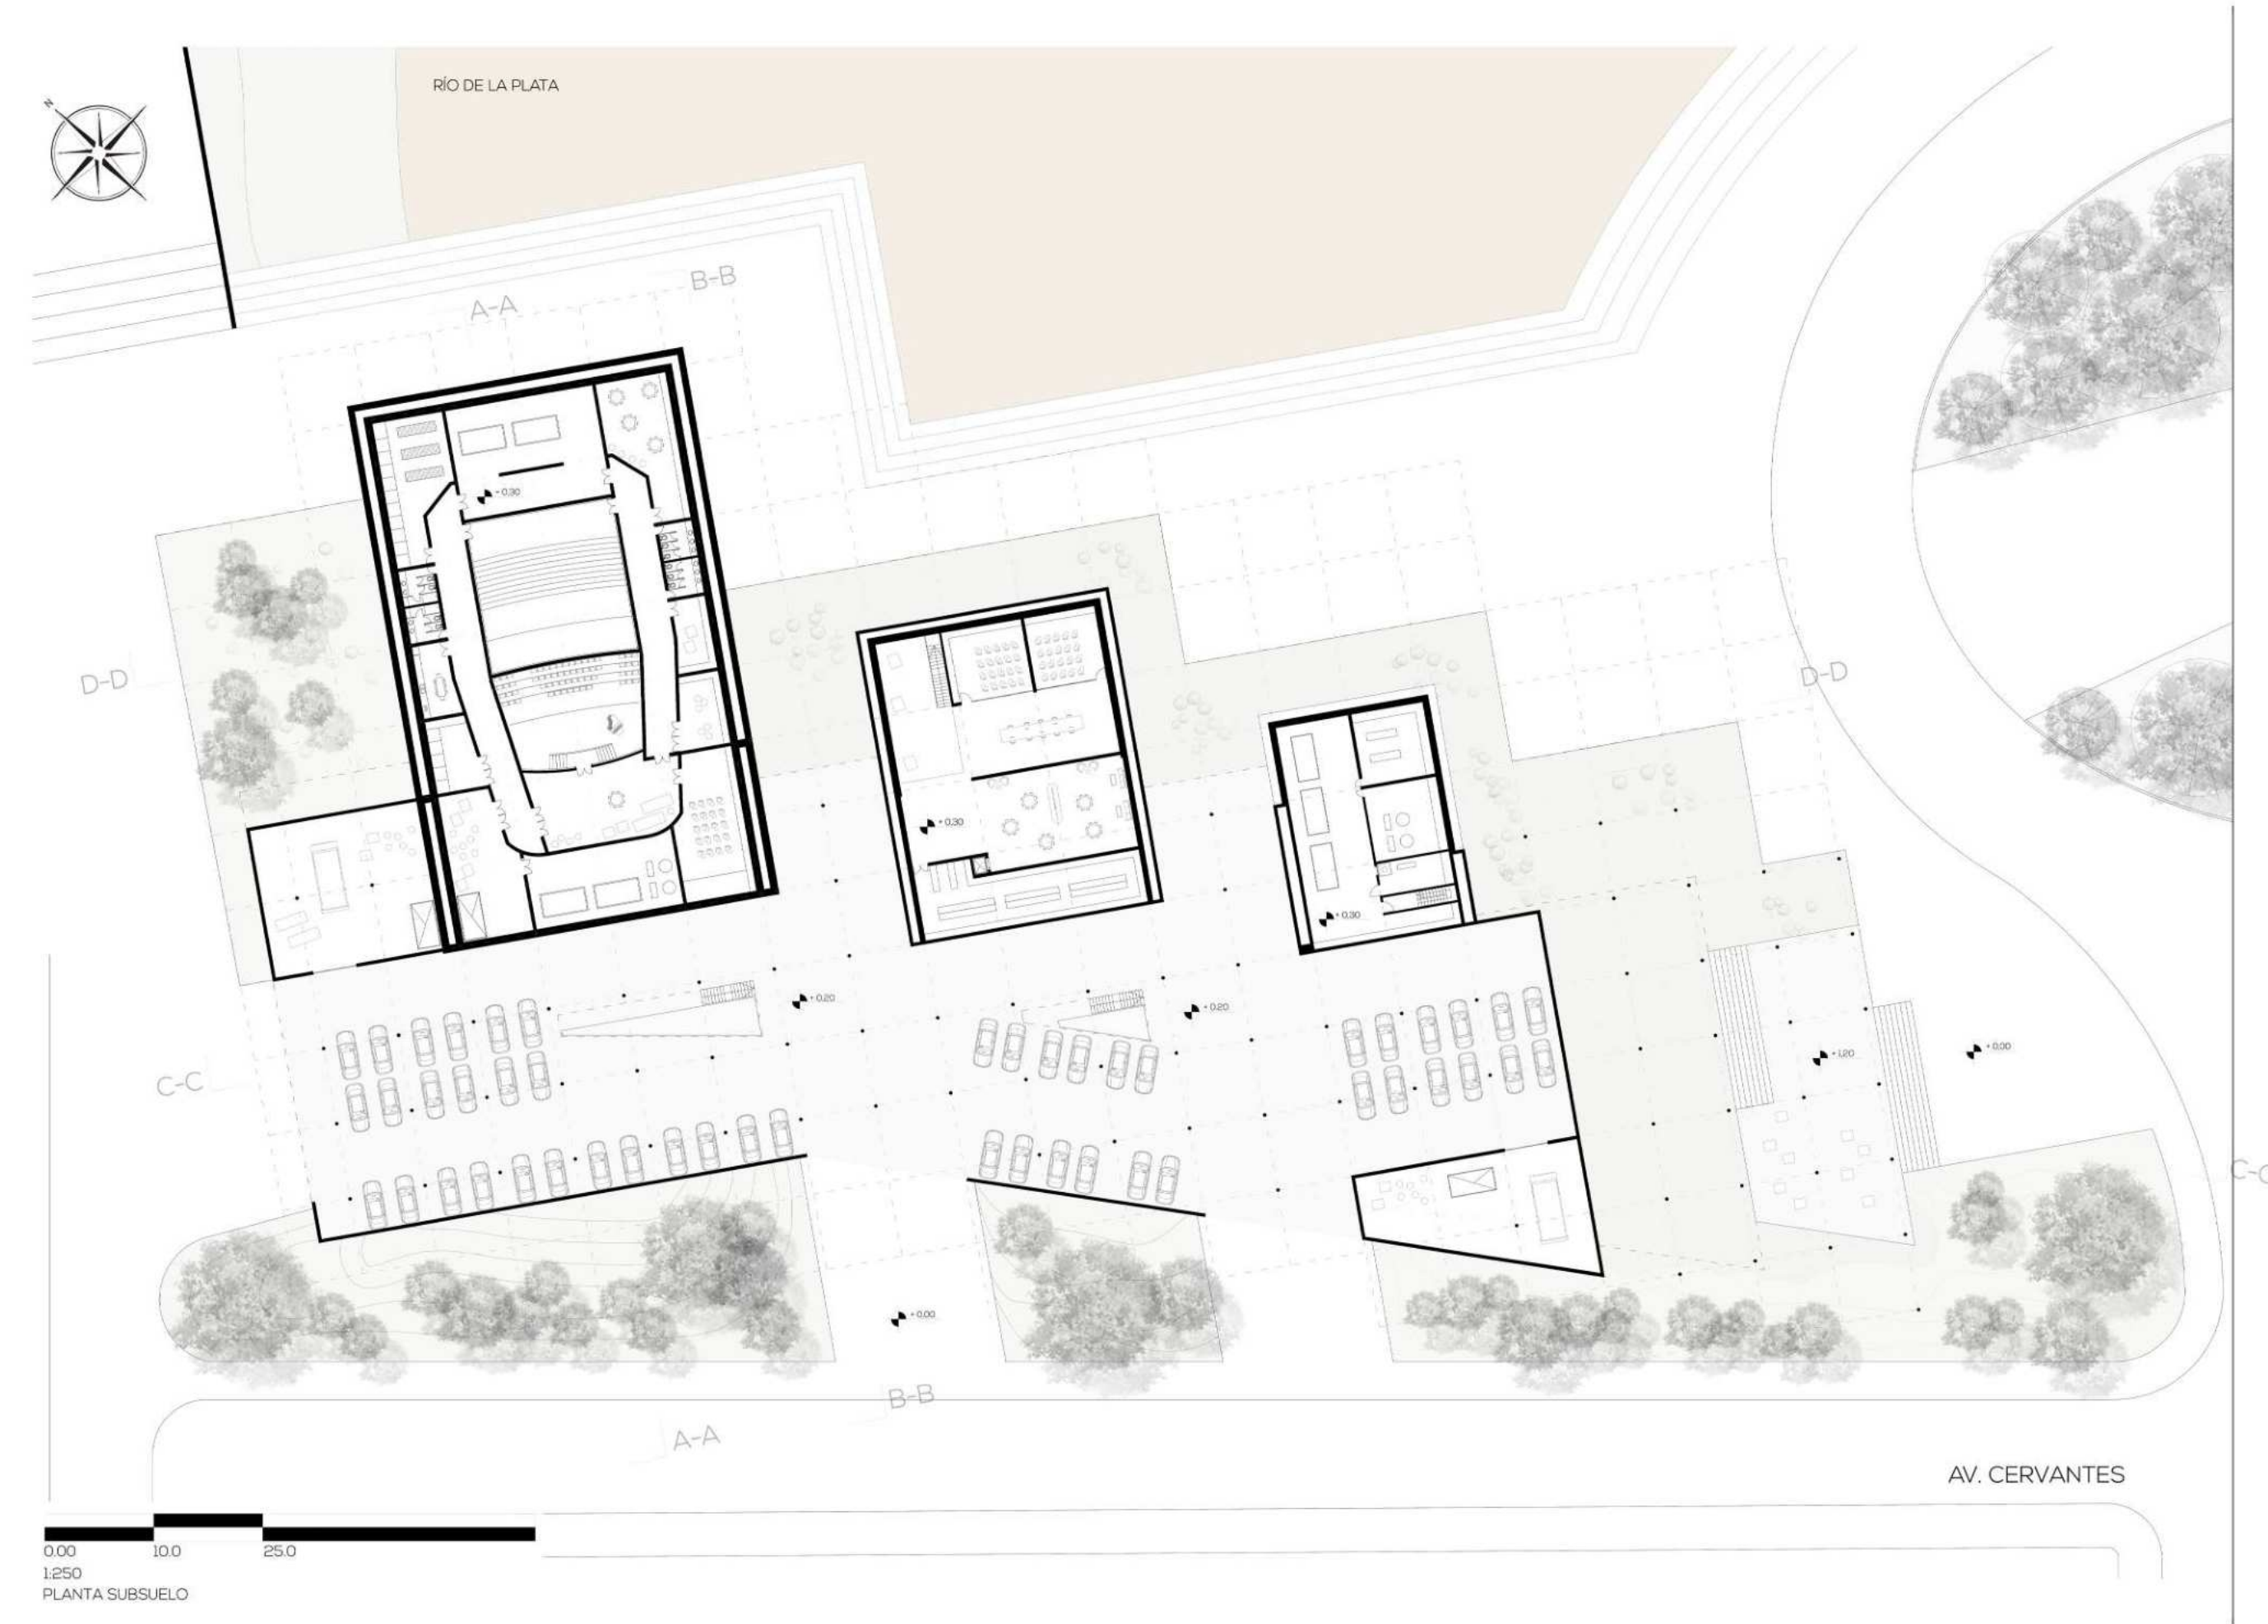 N
RÍO DE LA PLATA
B-B
A-A
+ 0.30
D-D
D-D
+ 0.30
+ 0.30
+ 0.20
+ 0.20
+ 1.20
+ 0.00
C-C
C-C
+ 0.00
B-B
A-A
AV. CERVANTES
0.00 10.0 25.0
1:250
PLANTA SUBSUELO